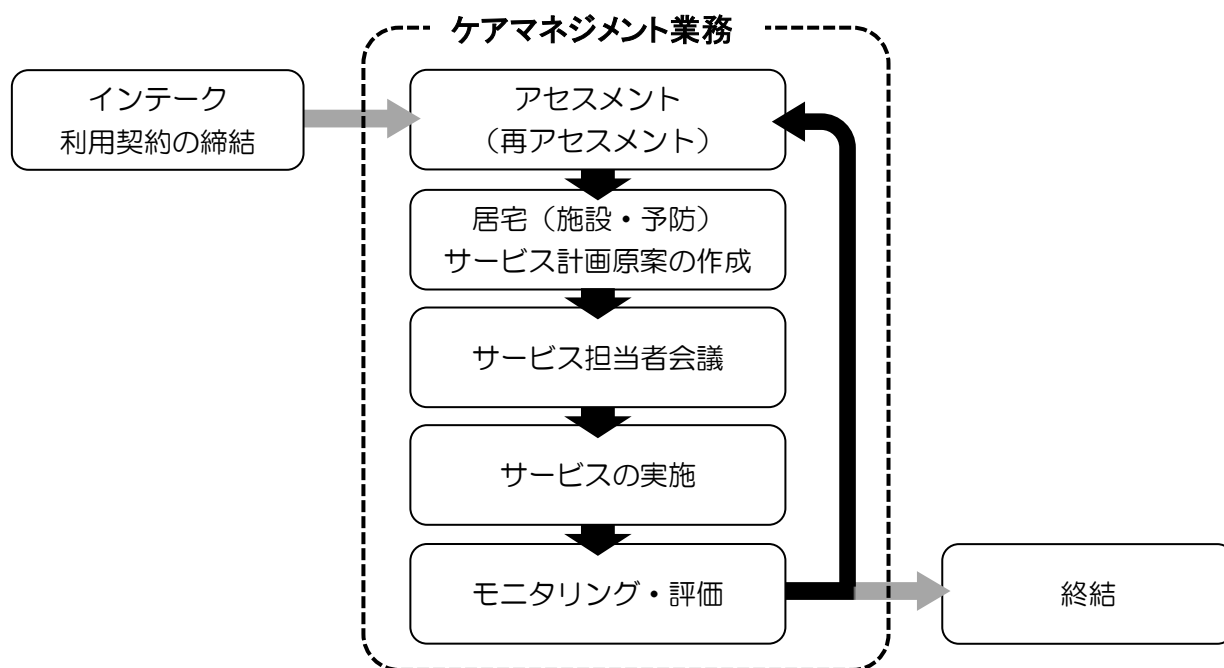 ケアマネジメント業務
インテーク
利用契約の締結
アセスメント
（再アセスメント）
居宅（施設・予防）
サービス計画原案の作成
サービス担当者会議
サービスの実施
モニタリング・評価
終結